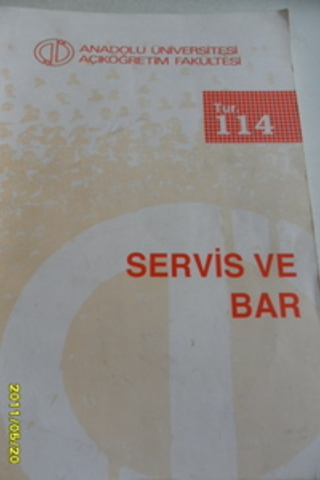 ANADOLU ÜNİVERSİTESİ
AÇIKÖĞRETİM FAKÜLTESİ
Tur.
114
SERVİS VE
BAR
2011/05/20